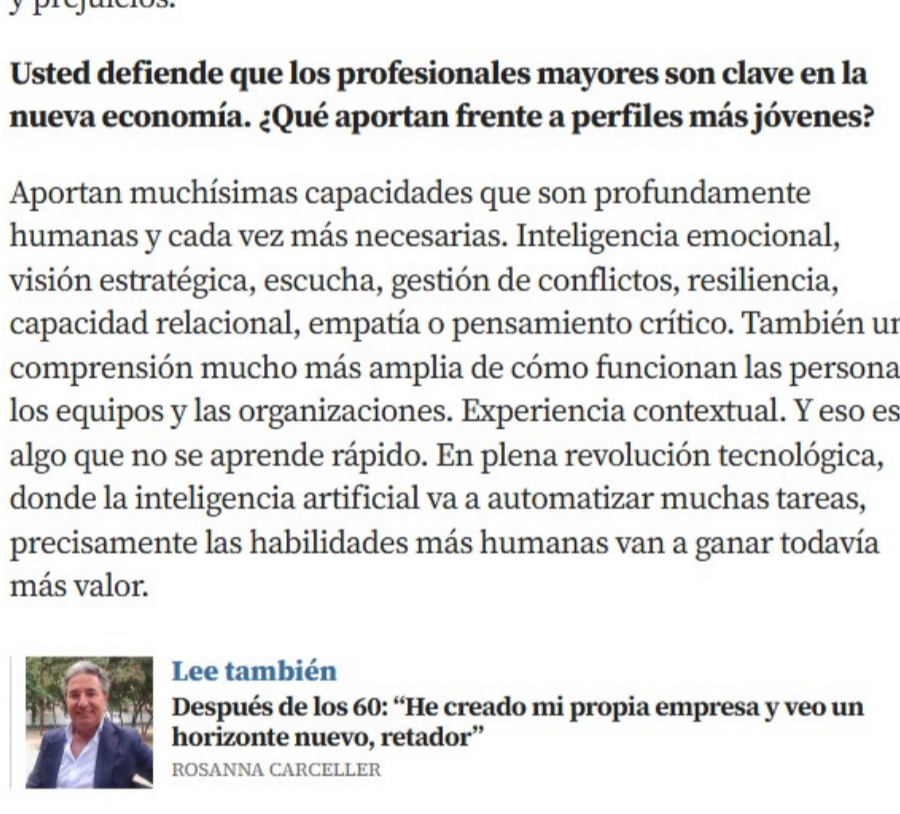 y prejuicios.
Usted defiende que los profesionales mayores son clave en la
nueva economía. ¿Qué aportan frente a perfiles más jóvenes?
Aportan muchísimas capacidades que son profundamente
humanas y cada vez más necesarias. Inteligencia emocional,
visión estratégica, escucha, gestión de conflictos, resiliencia,
capacidad relacional, empatía o pensamiento crítico. También
comprensión mucho más amplia de cómo funcionan las persona
los equipos y las organizaciones. Experiencia contextual. Y eso es
algo que no se aprende rápido. En plena revolución tecnológica,
donde la inteligencia artificial va a automatizar muchas tareas,
precisamente las habilidades más humanas van a ganar todavía
más valor.
Lee también
Después de los 60: “He creado mi propia empresa y veo un
horizonte nuevo, retador”
ROSANNA CARCELLER